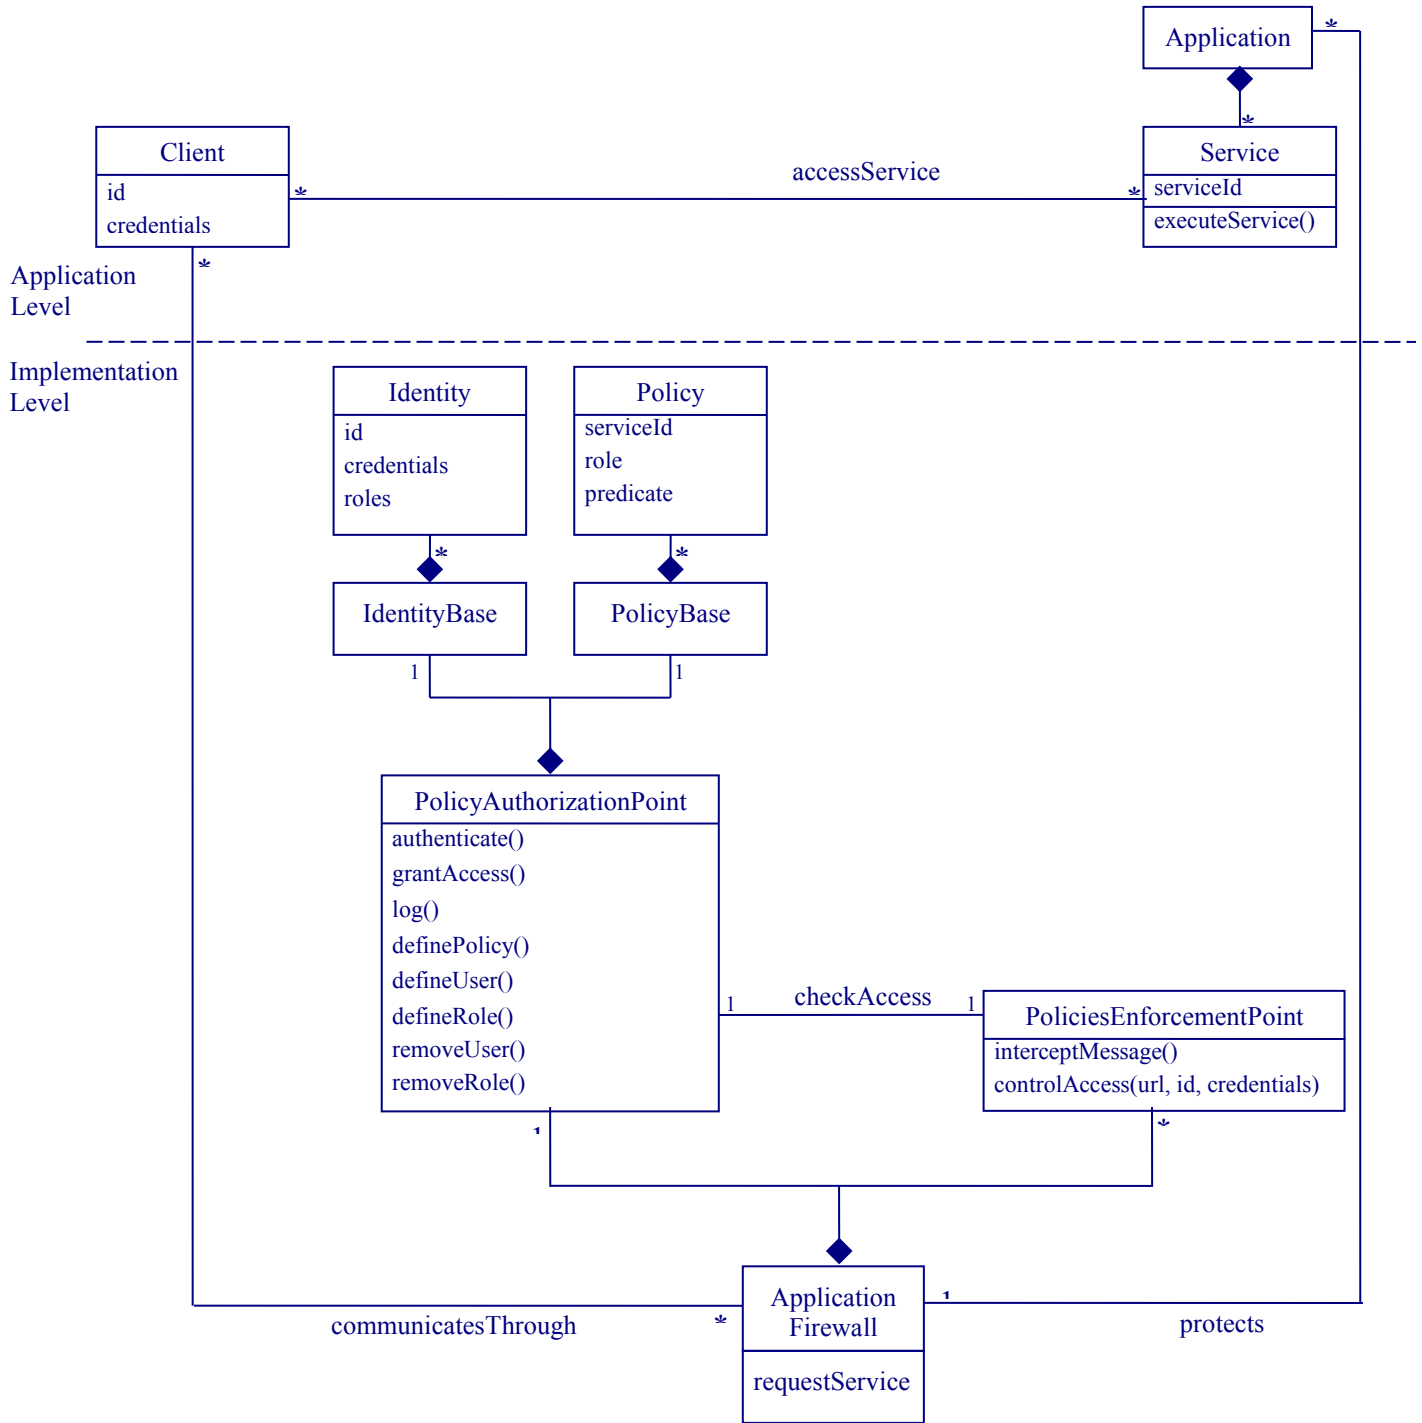 Application
*
*
Client
id
credentials
*
accessService
*
Service
serviceId
executeService()
*
Application
Level
Implementation
Level
Identity
id
credentials
roles
*
Policy
serviceId
role
predicate
*
IdentityBase
1
PolicyBase
1
PolicyAuthorizationPoint
authenticate()
grantAccess()
log()
definePolicy()
defineUser()
defineRole()
removeUser()
removeRole()
1
checkAccess
1
PoliciesEnforcementPoint
interceptMessage()
controlAccess(url, id, credentials)
1
*
communicatesThrough
*
Application
Firewall
requestService
1
protects